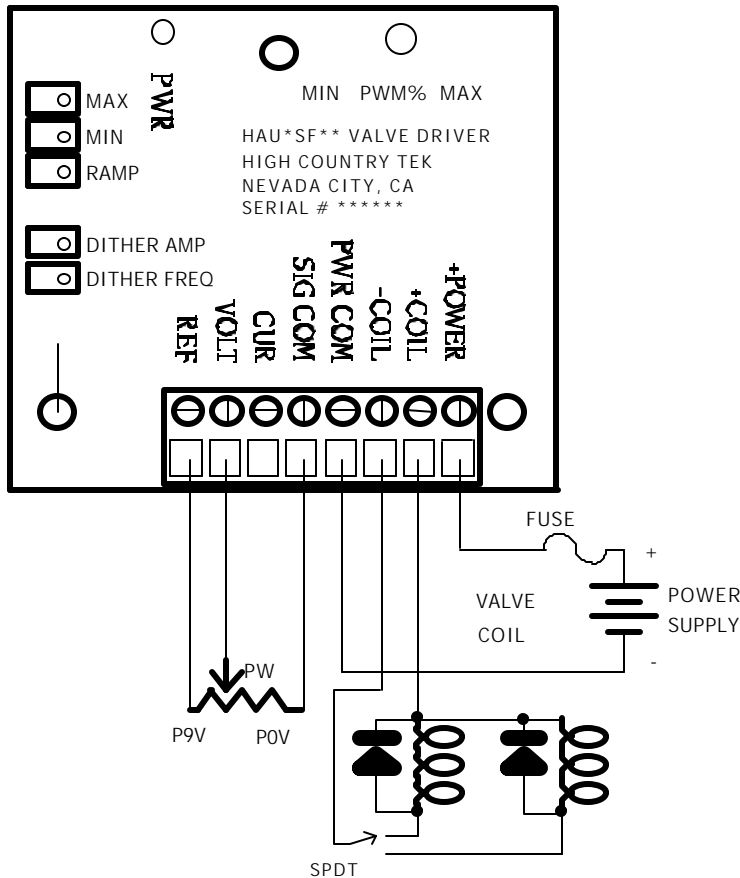 PWR
MIN PWM% MAX
MAX
MIN
RAMP
HAU*SF** VALVE DRIVER
HIGH COUNTRY TEK
NEVADA CITY, CA
SERIAL # ******
DITHER AMP
DITHER FREQ
REF
VOLT
CUR
SIG COM
PWR COM
-COIL
+COIL
+POWER
FUSE
+
POWER
SUPPLY
-
VALVE
COIL
PW
P9V
P0V
SPDT